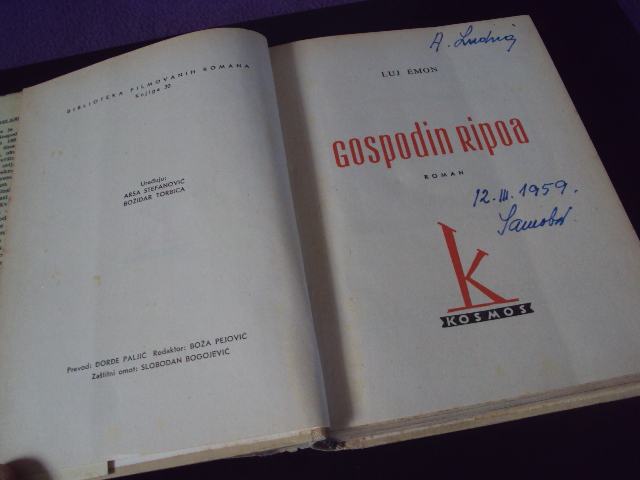 BIBLIOTEKA FILMOVANIH ROMANA
Knjiga 30
Uređuju:
ARSA STEFANOVIĆ
BOŽIDAR TORBICA
Prevod: ĐORĐE PALJIĆ Redaktor: BOŽA PEJOVIĆ
Zaštitni omot: SLOBODAN BOGOJEVIĆ
A.
LUJ EMON
GOSPODIN RIPOA
ROMAN
12. III. 1959.
Samobor
k
KOSMOS